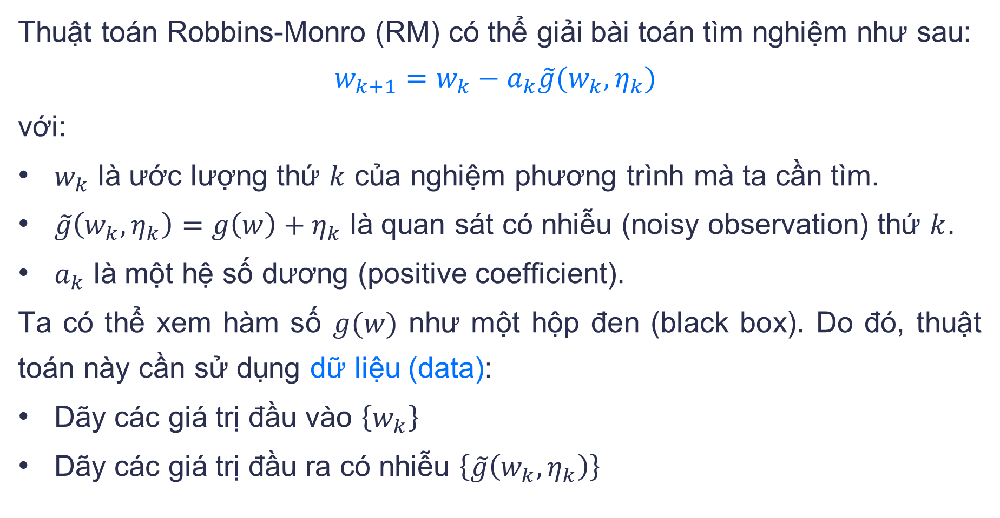 Thuật toán Robbins-Monro (RM) có thể giải bài toán tìm nghiệm như sau:
$w_{k+1} = w_k - a_k \tilde{g}(w_k, \eta_k)$
với:
• $w_k$ là ước lượng thứ $k$ của nghiệm phương trình mà ta cần tìm.
• $\tilde{g}(w_k, \eta_k) = g(w) + \eta_k$ là quan sát có nhiễu (noisy observation) thứ $k$.
• $a_k$ là một hệ số dương (positive coefficient).
Ta có thể xem hàm số $g(w)$ như một hộp đen (black box). Do đó, thuật
toán này cần sử dụng dữ liệu (data):
• Dãy các giá trị đầu vào $\{w_k\}$
• Dãy các giá trị đầu ra có nhiễu $\{\tilde{g}(w_k, \eta_k)\}$